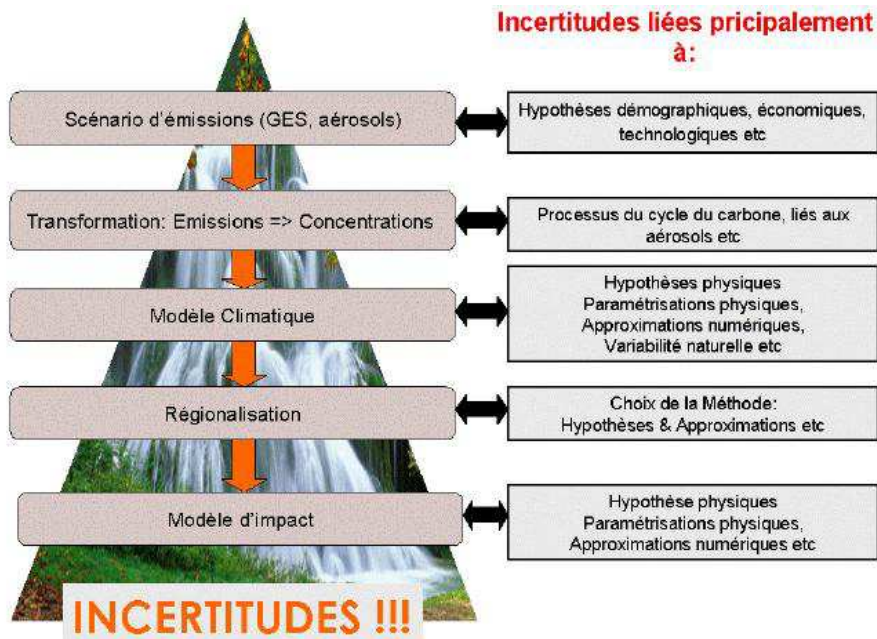 Incertitudes liées pricipalement
à:
Scénario d'émissions (GES, aérosols)
Hypothèses démographiques, économiques,
technologiques etc
Transformation: Emissions => Concentrations
Processus du cycle du carbone, liés aux
aérosols etc
Modèle Climatique
Hypothèses physiques
Paramétrisations physiques,
Approximations numériques,
Variabilité naturelle etc
Régionalisation
Choix de la Méthode:
Hypothèses & Approximations etc
Modèle d'impact
Hypothèse physiques
Paramétrisations physiques,
Approximations numériques etc
INCERTITUDES !!!